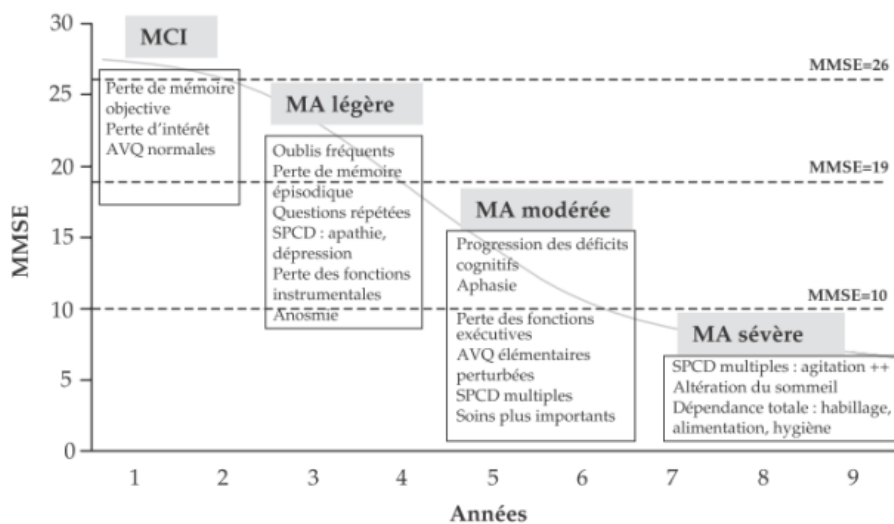 30
25
20
15
10
5
0
MMSE
MCI
Perte de mémoire
objective
Perte d'intérêt
AVQ normales
MA légère
Oublis fréquents
Perte de mémoire
épisodique
Questions répétées
SPCD : apathie,
dépression
Perte des fonctions
instrumentales
Anosmie
MA modérée
Progression des déficits
cognitifs
Aphasie
Perte des fonctions
exécutives
AVQ élémentaires
perturbées
SPCD multiples
Soins plus importants
MA sévère
SPCD multiples : agitation ++
Altération du sommeil
Dépendance totale : habillage,
alimentation, hygiène
MMSE=26
MMSE=19
MMSE=10
1 2 3 4 5 6 7 8 9
Années